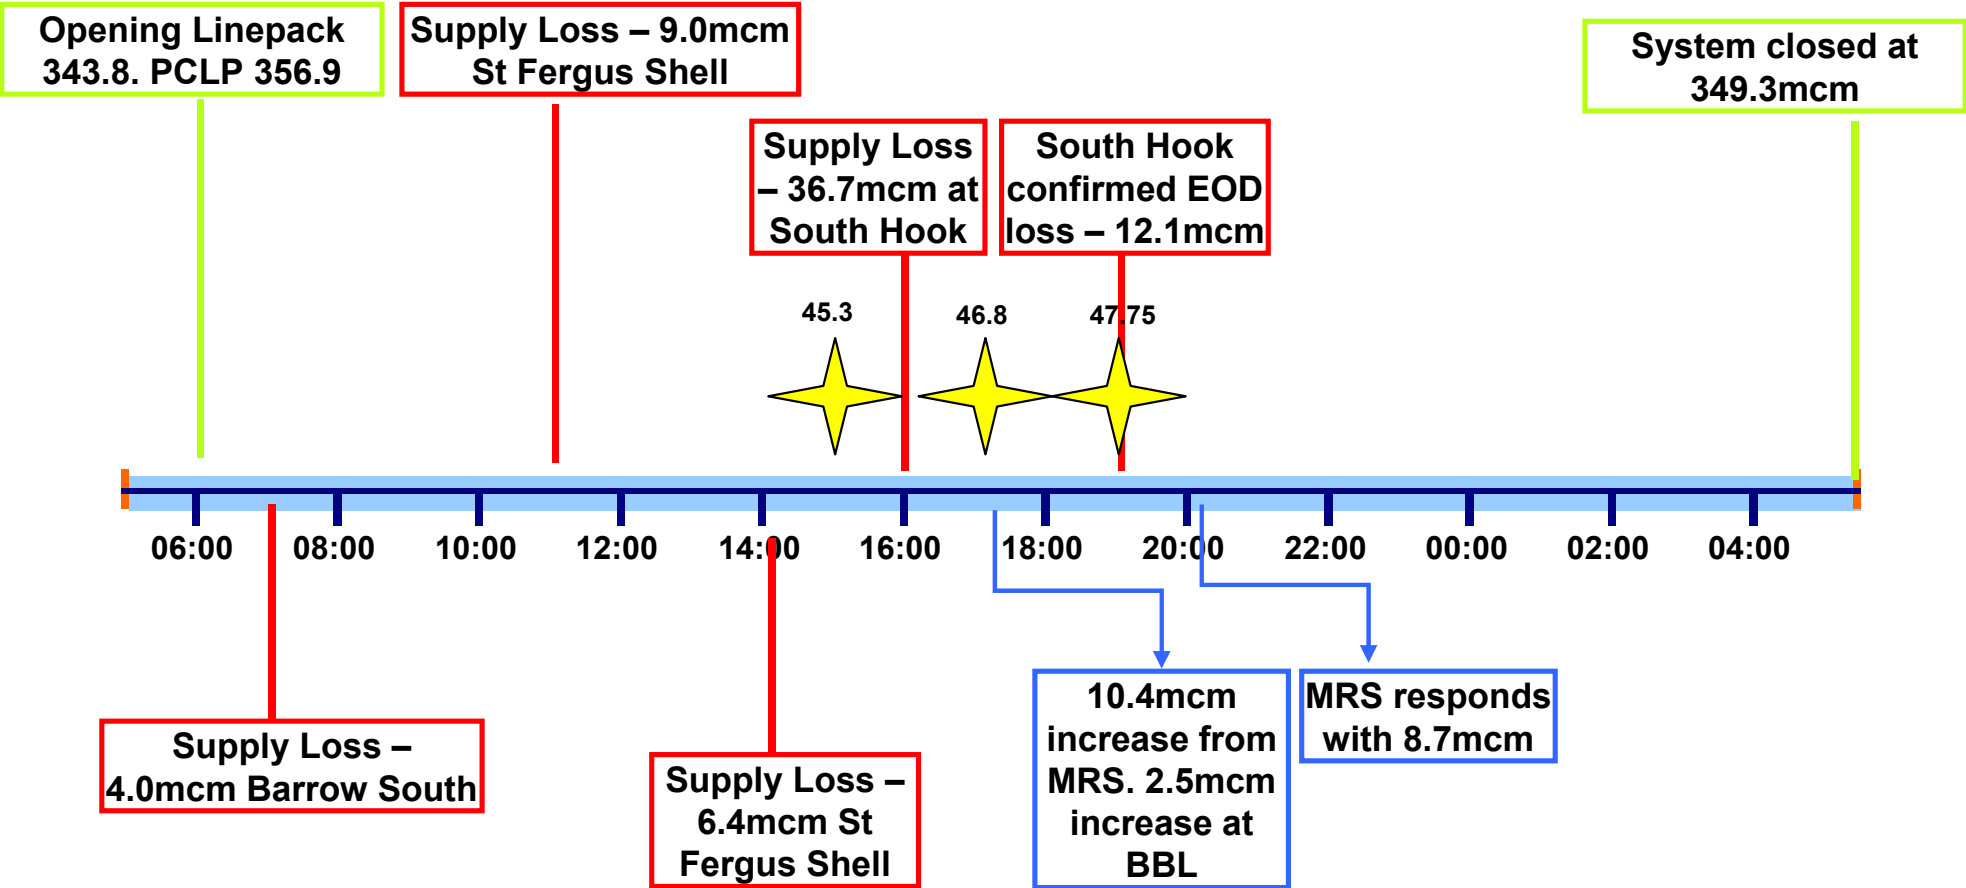 Opening Linepack
343.8. PCLP 356.9
Supply Loss – 9.0mcm
St Fergus Shell
System closed at
349.3mcm
Supply Loss
– 36.7mcm at
South Hook
South Hook
confirmed EOD
loss – 12.1mcm
45.3
46.8
47.75
06:00
08:00
10:00
12:00
14:00
16:00
18:00
20:00
22:00
00:00
02:00
04:00
Supply Loss –
4.0mcm Barrow South
Supply Loss –
6.4mcm St
Fergus Shell
10.4mcm
increase from
MRS. 2.5mcm
increase at
BBL
MRS responds
with 8.7mcm